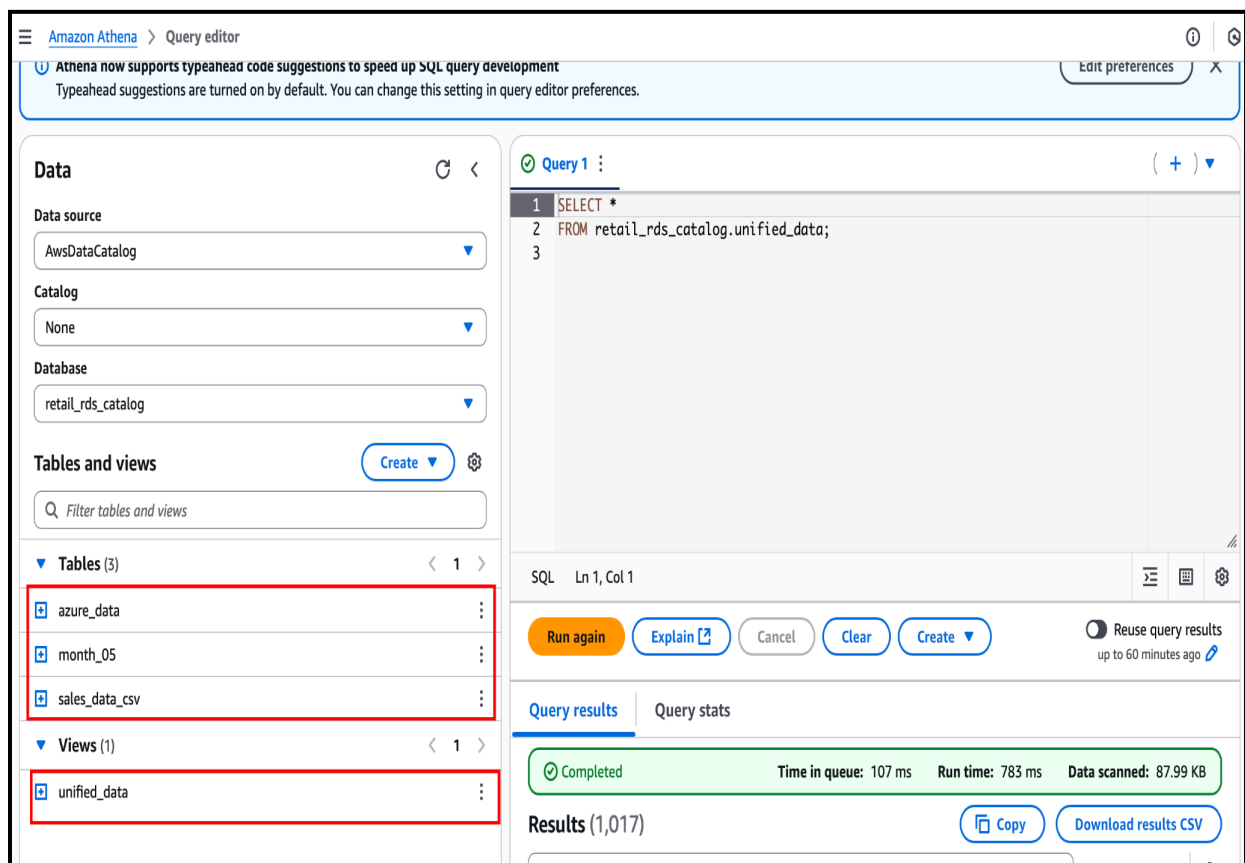 Amazon Athena > Query editor
Athena now supports typeahead code suggestions to speed up SQL query development
Typeahead suggestions are turned on by default. You can change this setting in query editor preferences.
Edit preferences
Data
Data source
AwsDataCatalog
Catalog
None
Database
retail_rds_catalog
Tables and views
Create
Filter tables and views
Tables (3)
1
azure_data
month_05
sales_data_csv
Views (1)
1
unified_data
Query 1
1 SELECT *
2 FROM retail_rds_catalog.unified_data;
3
SQL Ln 1, Col 1
Run again
Explain
Cancel
Clear
Create
Reuse query results
up to 60 minutes ago
Query results
Query stats
Completed
Time in queue: 107 ms
Run time: 783 ms
Data scanned: 87.99 KB
Results (1,017)
Copy
Download results CSV